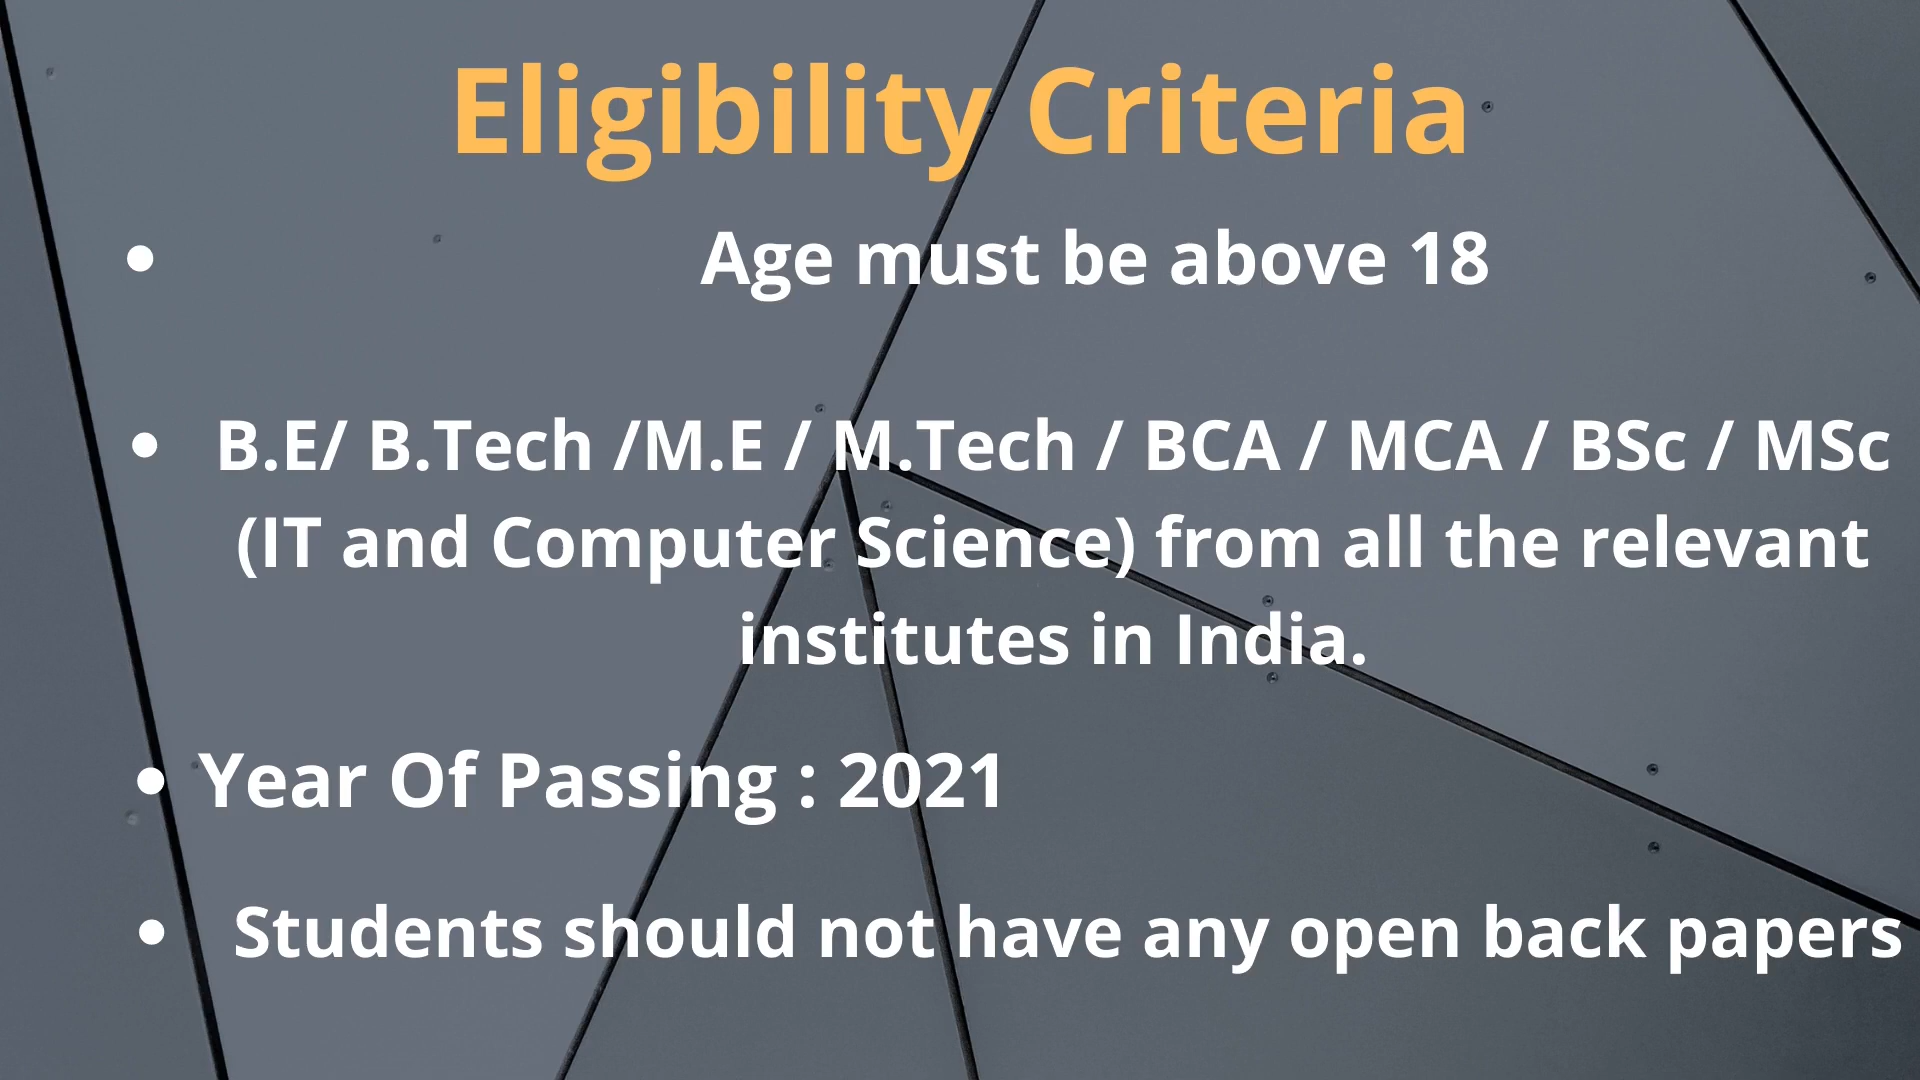 Eligibility Criteria
• Age must be above 18
• B.E/ B.Tech /M.E / M.Tech / BCA / MCA / BSc / MSc
(IT and Computer Science) from all the relevant
institutes in India.
• Year Of Passing : 2021
• Students should not have any open back papers